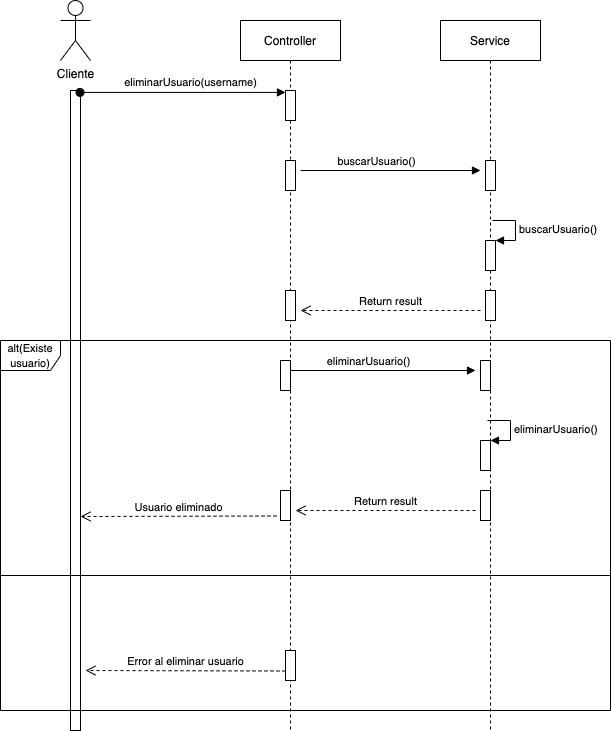 Controller
Service
Cliente
eliminarUsuario(username)
buscarUsuario()
buscarUsuario()
Return result
alt(Existe
usuario)
eliminarUsuario()
eliminarUsuario()
Return result
Usuario eliminado
Error al eliminar usuario